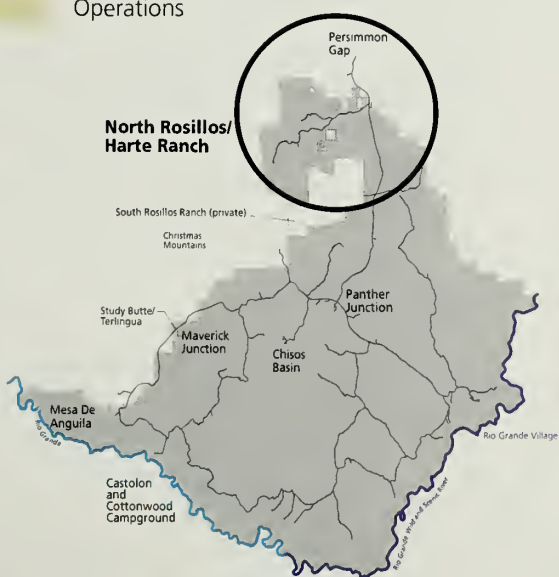 Operations
Persimmon
Gap
North Rosillos/
Harte Ranch
South Rosillos Ranch (private)
Christmas
Mountains
Study Butte/
Terlingua
Maverick
Junction
Panther
Junction
Chisos
Basin
Mesa De
Anguila
Rio Grande
Rio Grande Village
Castolon
and
Cottonwood
Campground
Rio Grande Wild and Scenic River